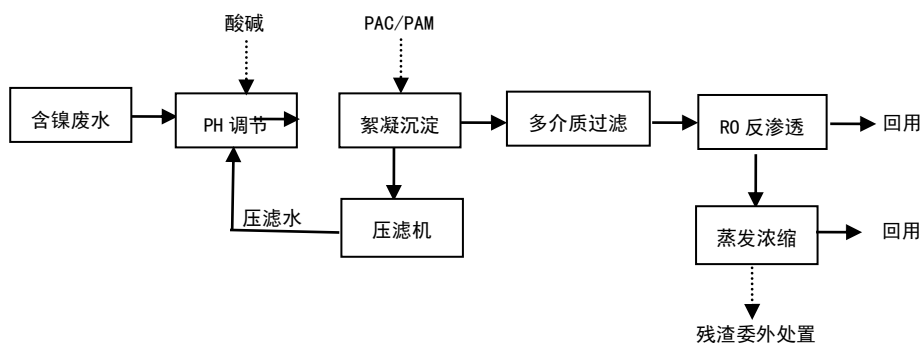 酸碱
PAC/PAM
含镍废水
PH 调节
絮凝沉淀
多介质过滤
RO 反渗透
回用
压滤水
压滤机
蒸发浓缩
回用
残渣委外处置